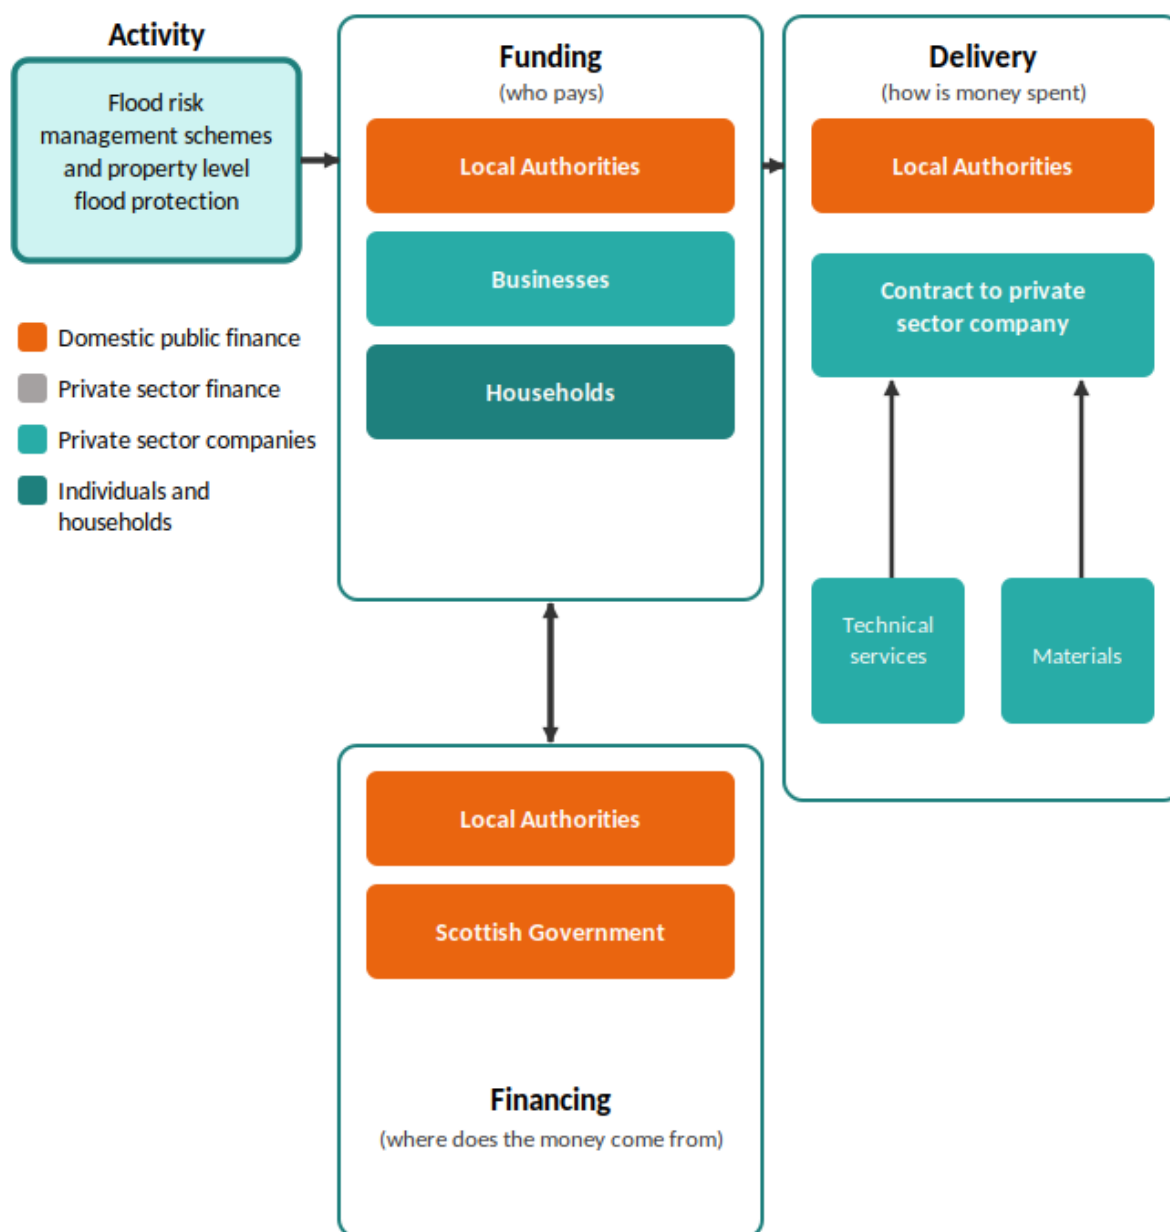 Activity
Flood risk
management schemes
and property level
flood protection
Domestic public finance
Private sector finance
Private sector companies
Individuals and
households
Funding
(who pays)
Local Authorities
Businesses
Households
Delivery
(how is money spent)
Local Authorities
Contract to private
sector company
Technical
services
Materials
Local Authorities
Scottish Government
Financing
(where does the money come from)